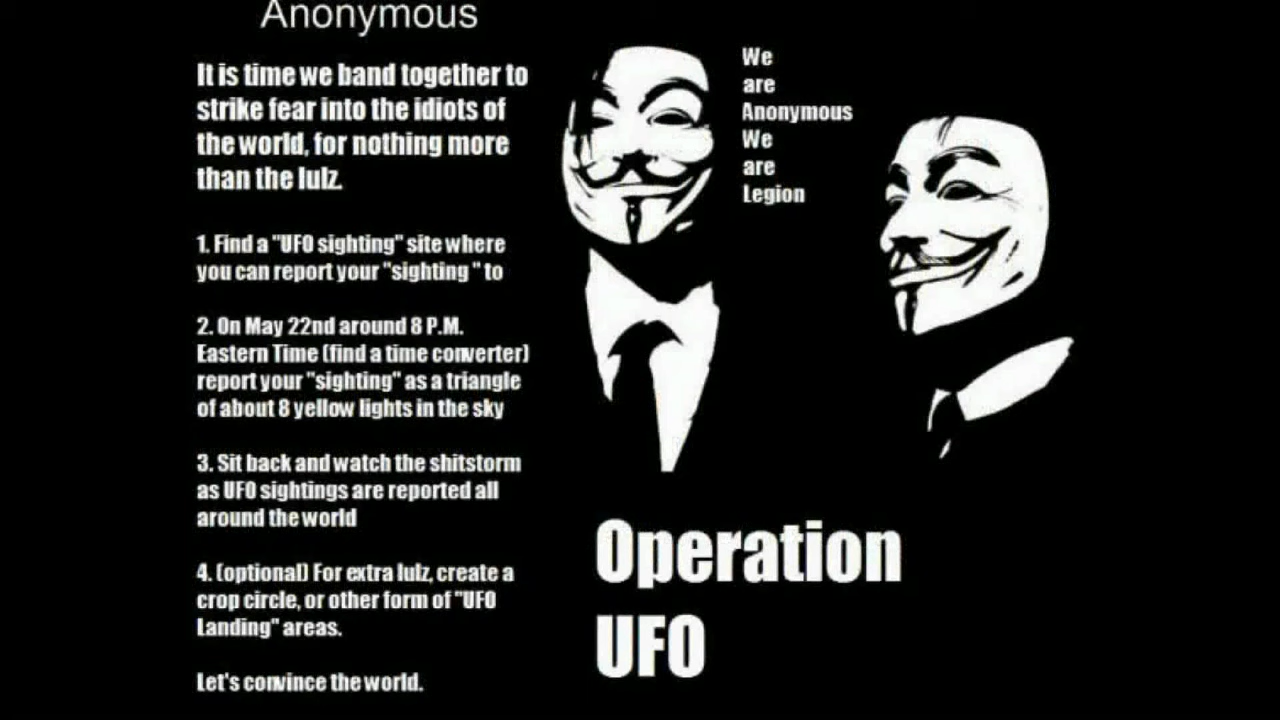 Anonymous
It is time we band together to
strike fear into the idiots of
the world, for nothing more
than the lulz.
1. Find a "UFO sighting" site where
you can report your "sighting " to
2. On May 22nd around 8 P.M.
Eastern Time (find a time converter)
report your "sighting" as a triangle
of about 8 yellow lights in the sky
3. Sit back and watch the shitstorm
as UFO sightings are reported all
around the world
4. (optional) For extra lulz, create a
crop circle, or other form of "UFO
Landing" areas.
Let's convince the world.
We
are
Anonymous
We
are
Legion
Operation
UFO